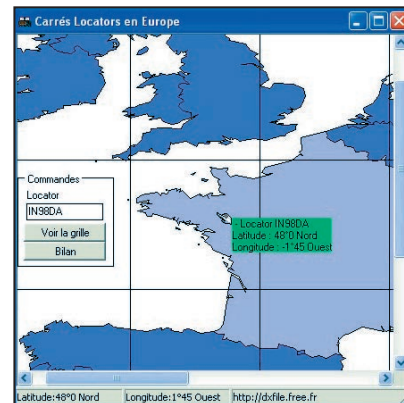 Carrés Locators en Europe
Commandes
Locator
IN98DA
Voir la grille
Bilan
- Locator IN98DA
Latitude : 48°0 Nord
Longitude : -1°45 Ouest
Latitude:48°0 Nord
Longitude:1°45 Ouest
http://dxfile.free.fr